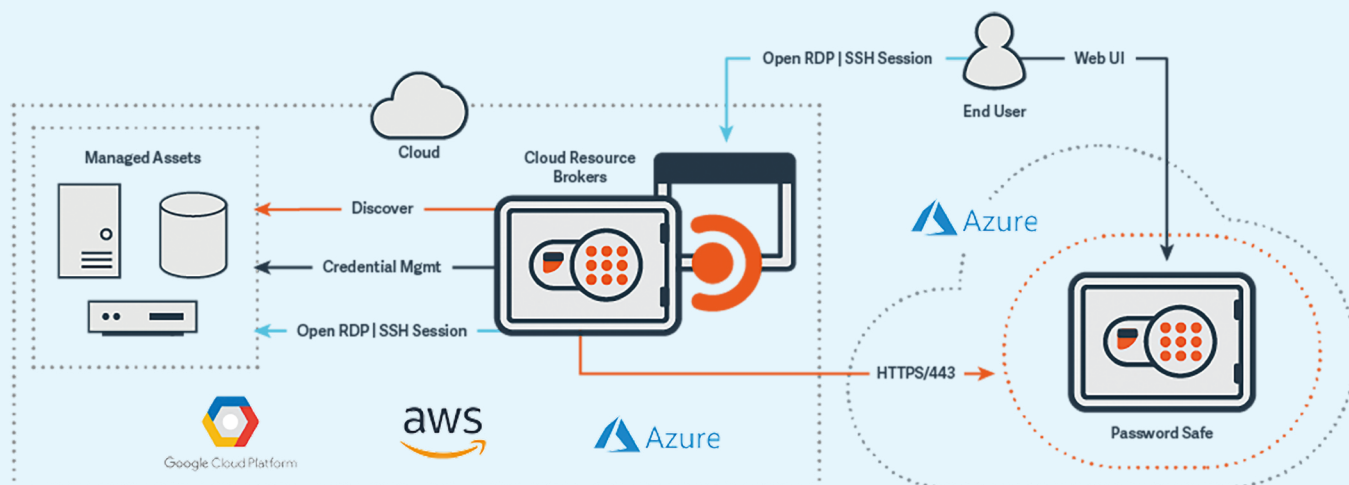 Open RDP | SSH Session
Web UI
End User
Cloud
Managed Assets
Cloud Resource
Brokers
Discover
Credential Mgmt
Open RDP | SSH Session
Azure
HTTPS/443
Password Safe
Google Cloud Platform
aws
Azure